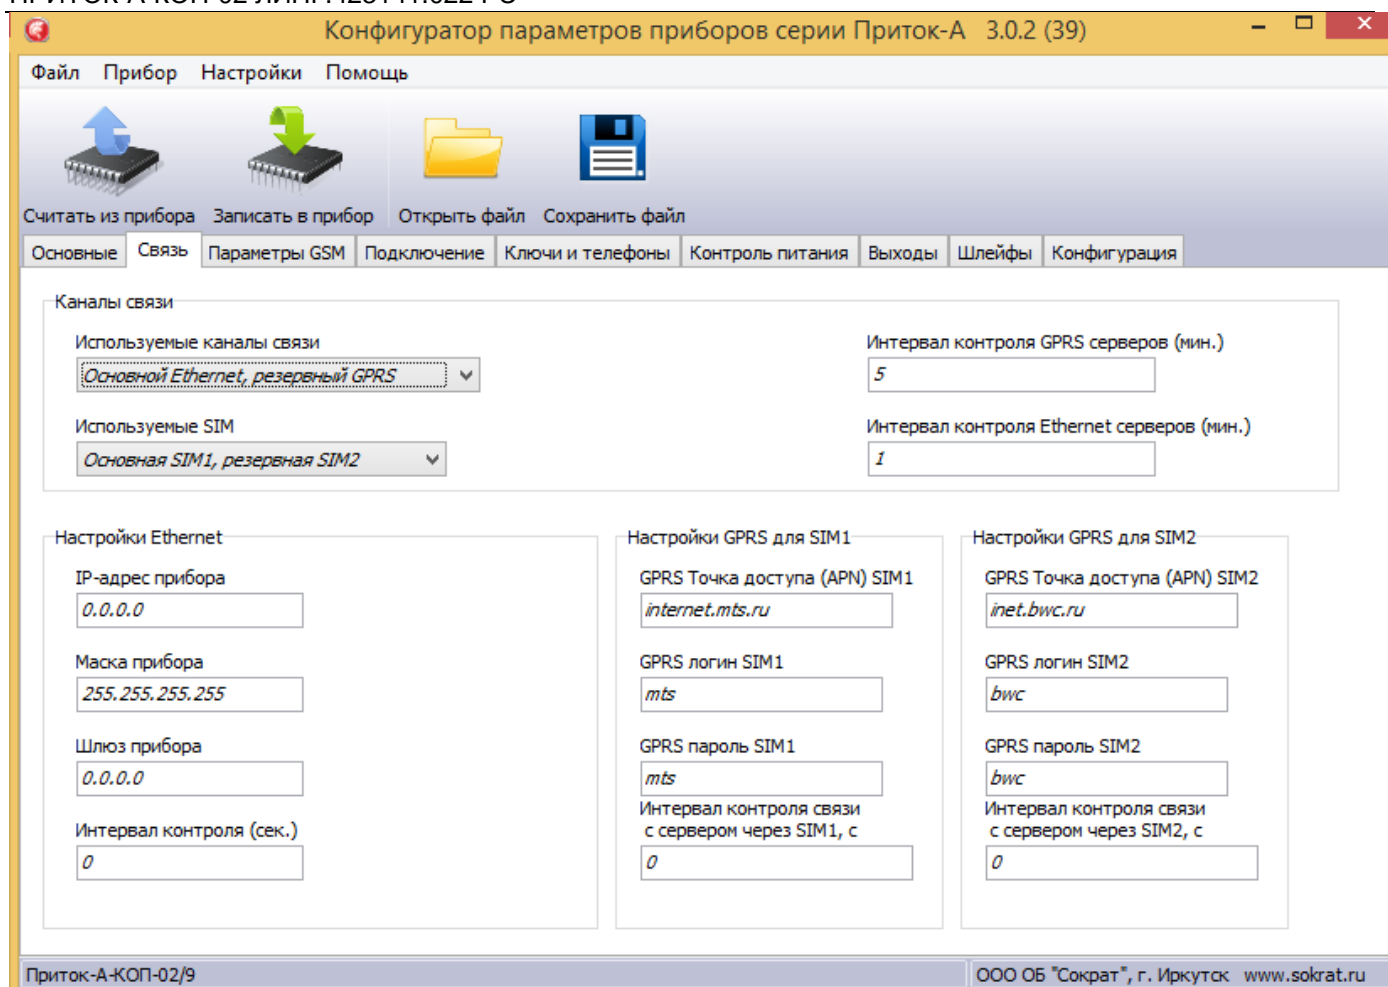 Конфигуратор параметров приборов серии Приток-А 3.0.2 (39)
Файл Прибор Настройки Помощь
Считать из прибора Записать в прибор Открыть файл Сохранить файл
Основные Связь Параметры GSM Подключение Ключи и телефоны Контроль питания Выходы Шлейфы Конфигурация
Каналы связи
Используемые каналы связи
Основной Ethernet, резервный GPRS
Интервал контроля GPRS серверов (мин.)
5
Используемые SIM
Основная SIM1, резервная SIM2
Интервал контроля Ethernet серверов (мин.)
1
Настройки Ethernet
IP-адрес прибора
0.0.0.0
Маска прибора
255.255.255.255
Шлюз прибора
0.0.0.0
Интервал контроля (сек.)
0
Настройки GPRS для SIM1
GPRS Точка доступа (APN) SIM1
internet.mts.ru
GPRS логин SIM1
mts
GPRS пароль SIM1
mts
Интервал контроля связи
с сервером через SIM1, с
0
Настройки GPRS для SIM2
GPRS Точка доступа (APN) SIM2
inet.bwc.ru
GPRS логин SIM2
bwc
GPRS пароль SIM2
bwc
Интервал контроля связи
с сервером через SIM2, с
0
Приток-А-КОП-02/9
ООО ОБ "Сократ", г. Иркутск www.sokrat.ru